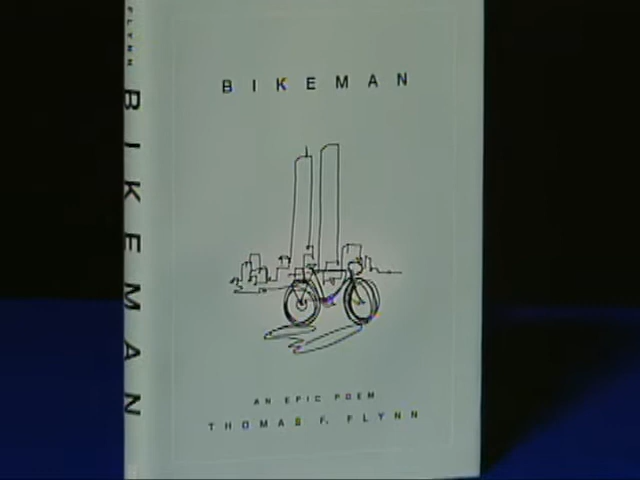 FLYNN BIKEMAN
BIKEMAN
AN EPIC POEM
THOMAS F. FLYNN